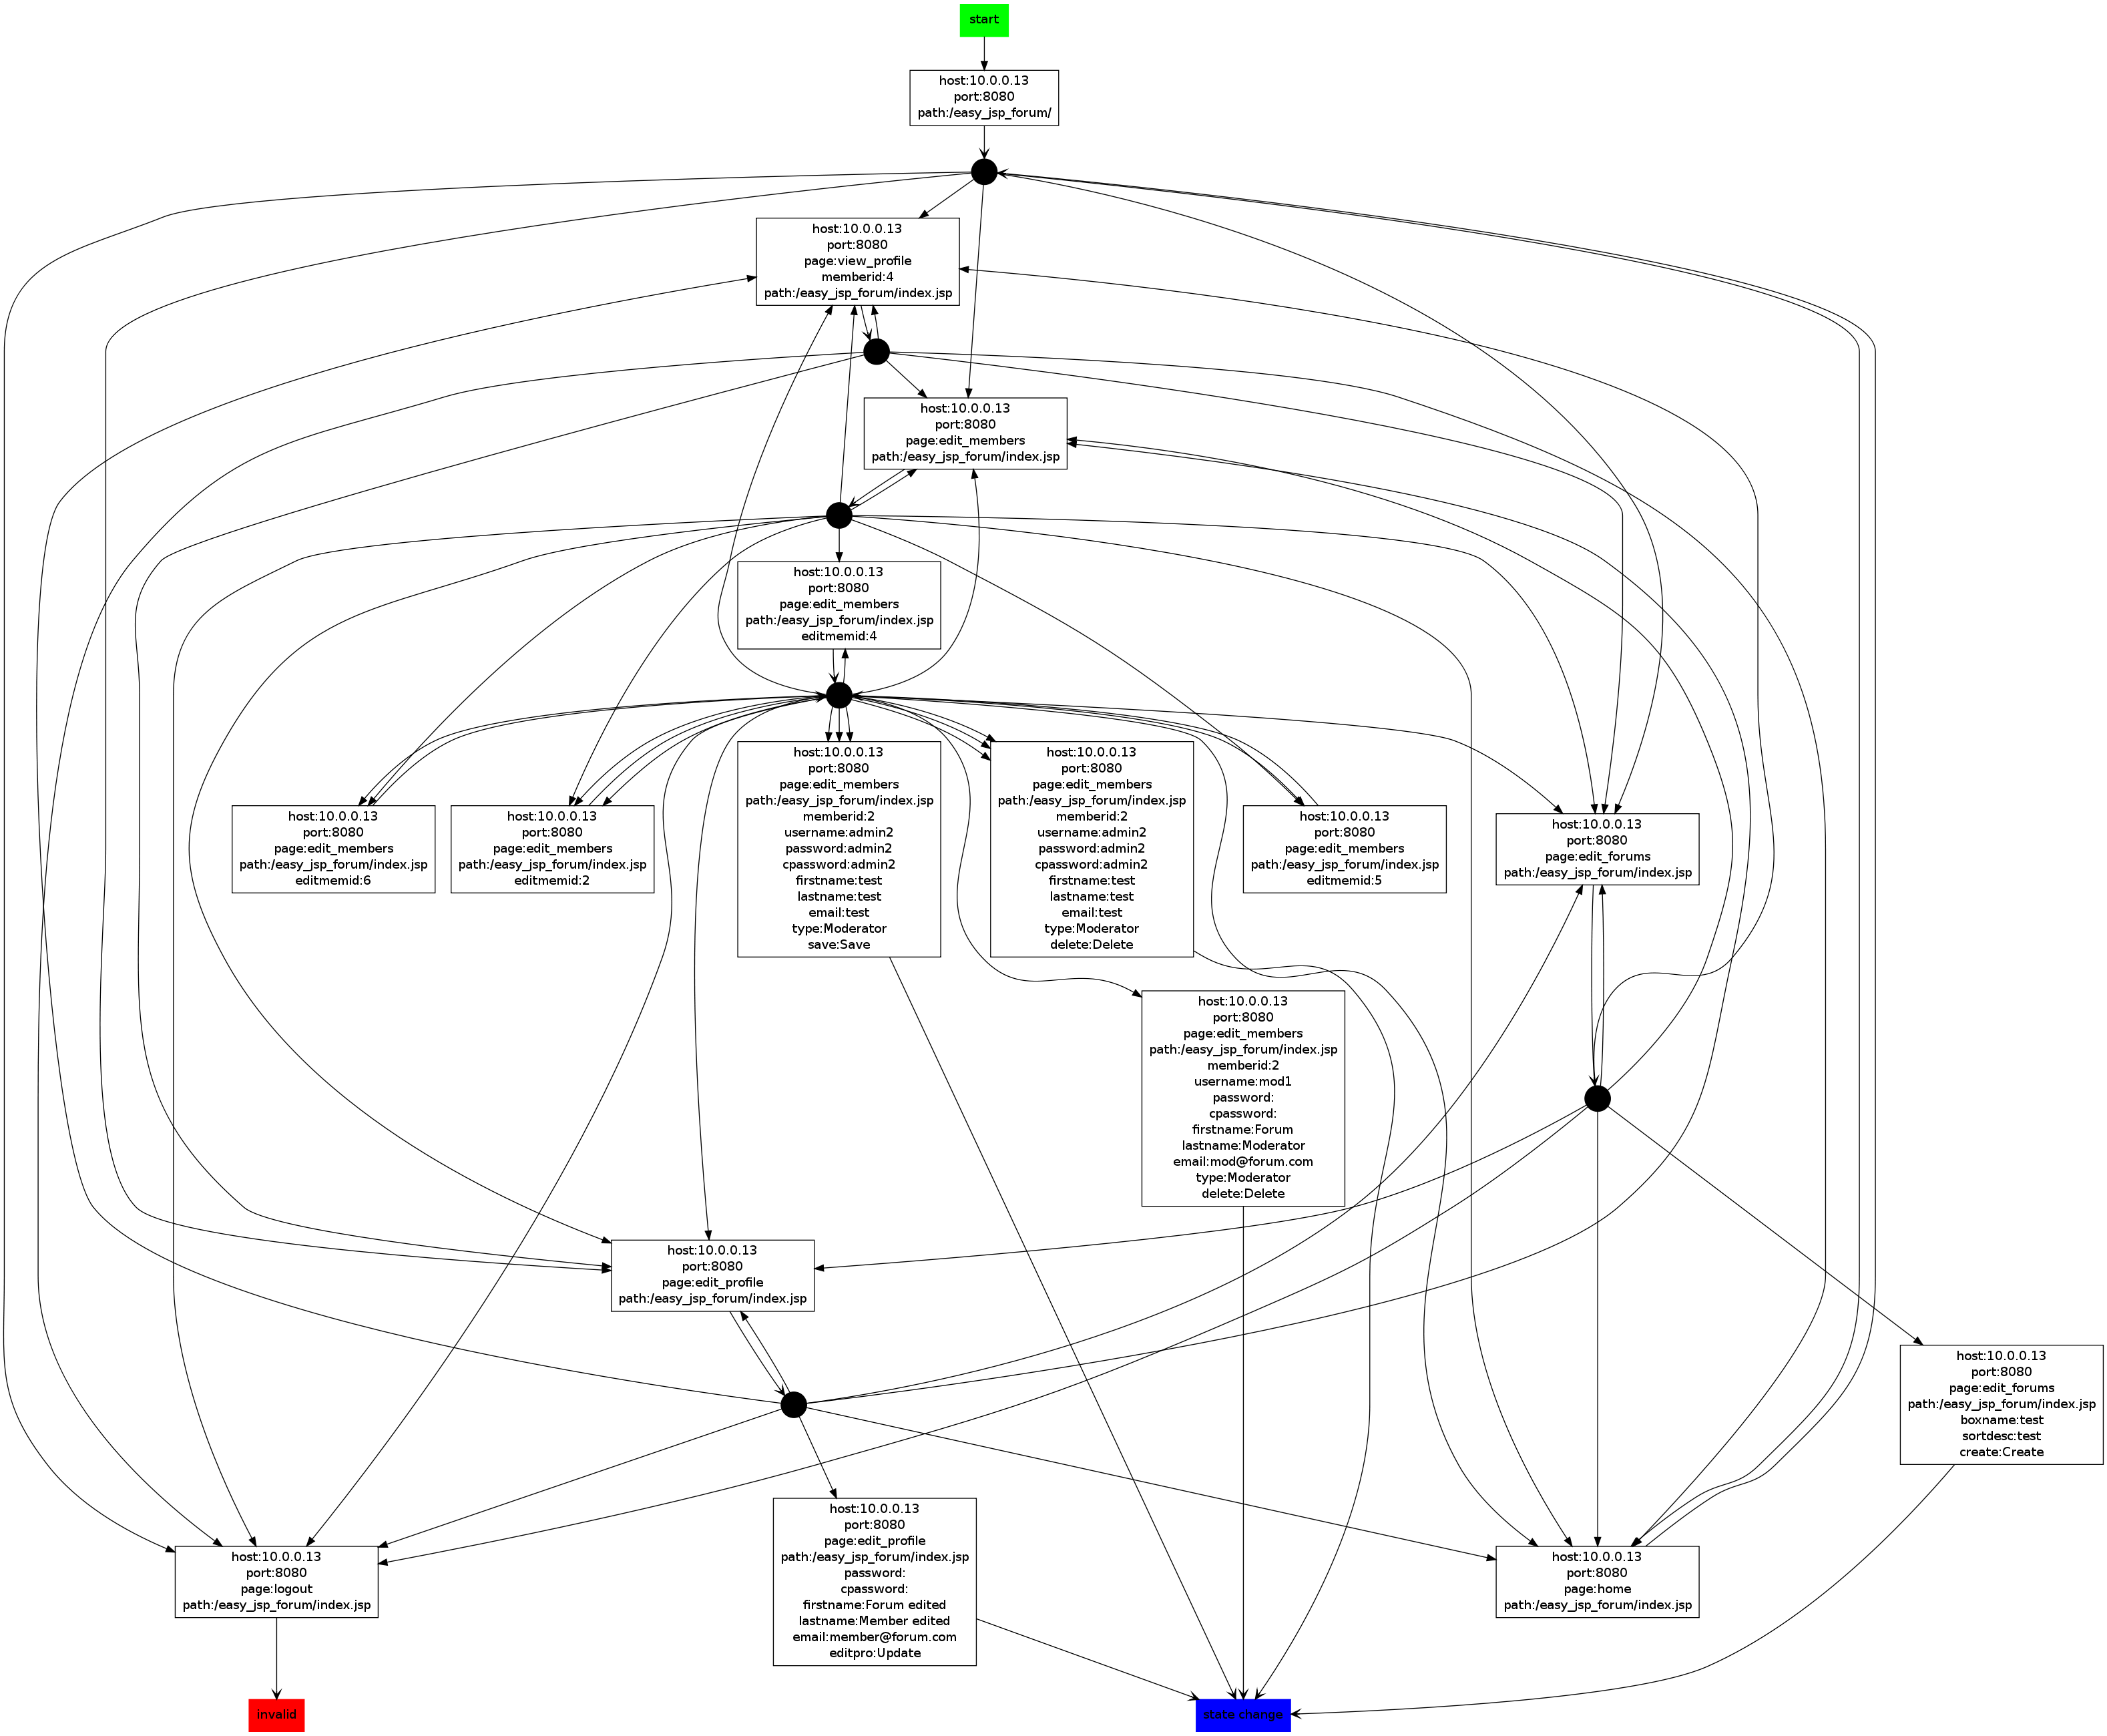 start
host:10.0.0.13
port:8080
path:/easy_jsp_forum/
host:10.0.0.13
port:8080
page:view_profile
memberid:4
path:/easy_jsp_forum/index.jsp
host:10.0.0.13
port:8080
page:edit_members
path:/easy_jsp_forum/index.jsp
host:10.0.0.13
port:8080
page:edit_members
path:/easy_jsp_forum/index.jsp
editmemid:4
host:10.0.0.13
port:8080
page:edit_members
path:/easy_jsp_forum/index.jsp
editmemid:6
host:10.0.0.13
port:8080
page:edit_members
path:/easy_jsp_forum/index.jsp
editmemid:2
host:10.0.0.13
port:8080
page:edit_members
path:/easy_jsp_forum/index.jsp
memberid:2
username:admin2
password:admin2
cpassword:admin2
firstname:test
lastname:test
email:test
type:Moderator
save:Save
host:10.0.0.13
port:8080
page:edit_members
path:/easy_jsp_forum/index.jsp
memberid:2
username:admin2
password:admin2
cpassword:admin2
firstname:test
lastname:test
email:test
type:Moderator
delete:Delete
host:10.0.0.13
port:8080
page:edit_members
path:/easy_jsp_forum/index.jsp
editmemid:5
host:10.0.0.13
port:8080
page:edit_forums
path:/easy_jsp_forum/index.jsp
host:10.0.0.13
port:8080
page:edit_members
path:/easy_jsp_forum/index.jsp
memberid:2
username:mod1
password:
cpassword:
firstname:Forum
lastname:Moderator
email:mod@forum.com
type:Moderator
delete:Delete
host:10.0.0.13
port:8080
page:edit_profile
path:/easy_jsp_forum/index.jsp
host:10.0.0.13
port:8080
page:edit_forums
path:/easy_jsp_forum/index.jsp
boxname:test
sortdesc:test
create:Create
host:10.0.0.13
port:8080
page:edit_profile
path:/easy_jsp_forum/index.jsp
password:
cpassword:
firstname:Forum edited
lastname:Member edited
email:member@forum.com
editpro:Update
host:10.0.0.13
port:8080
page:logout
path:/easy_jsp_forum/index.jsp
host:10.0.0.13
port:8080
page:home
path:/easy_jsp_forum/index.jsp
invalid
state change